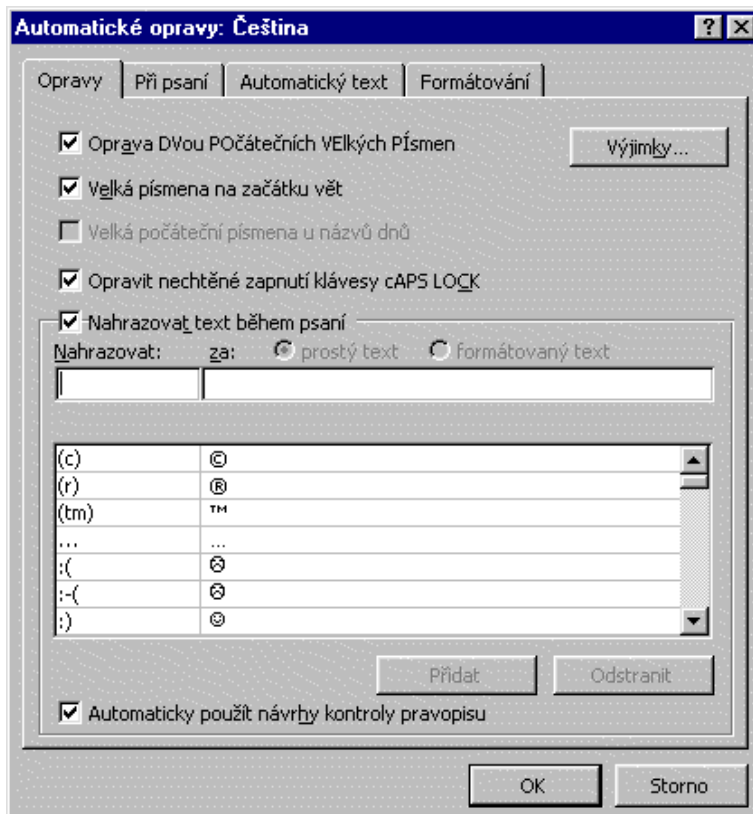 Automatické opravy: Čeština
Opravy Při psaní Automatický text Formátování
Oprava DVou POčátečních VElkých PÍsmen Výjimky...
Velká písmena na začátku vět
Velká počáteční písmena u názvů dnů
Opravit nechtěné zapnutí klávesy cAPS LOCK
Nahrazovat text během psaní
Nahrazovat: za: prostý text formátovaný text
(c) ©
(r) ®
(tm) ™
... …
:( ☹
:-( ☹
:) ☺
Přidat Odstranit
Automaticky použít návrhy kontroly pravopisu
OK Storno